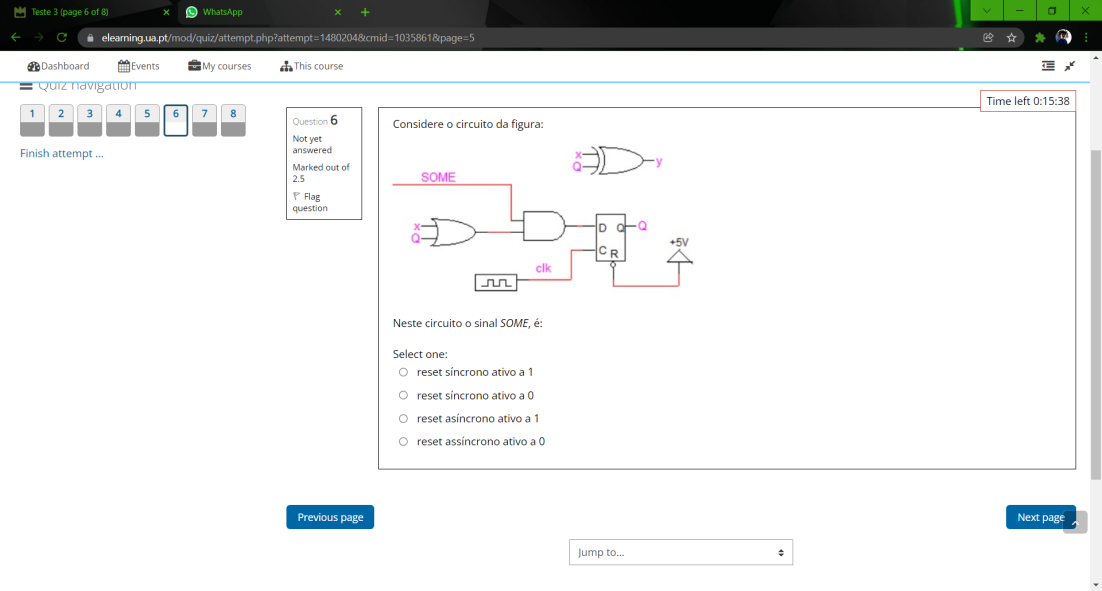 Teste 3 (page 6 of 8)
WhatsApp
elearning.ua.pt/mod/quiz/attempt.php?attempt=1480204&cmid=1035861&page=5
Dashboard
Events
My courses
This course
Quiz navigation
Time left 0:15:38
1 2 3 4 5 6 7 8
Finish attempt ...
Question 6
Not yet
answered
Marked out of
2.5
Flag
question
Considere o circuito da figura:
x
Q
y
SOME
x
Q
D Q
Q
C R
+5V
clk
Neste circuito o sinal SOME, é:
Select one:
reset síncrono ativo a 1
reset síncrono ativo a 0
reset asíncrono ativo a 1
reset assíncrono ativo a 0
Previous page
Next page
Jump to...